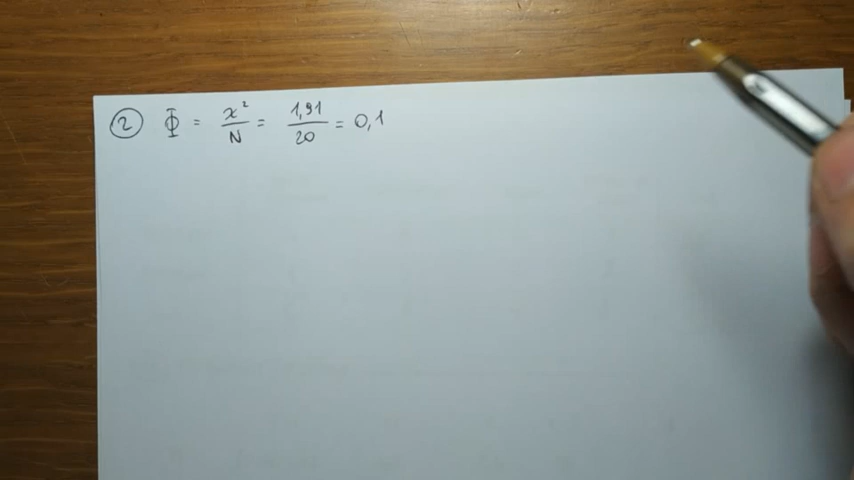 ② Φ = x²/N = 1,91/20 = 0,1